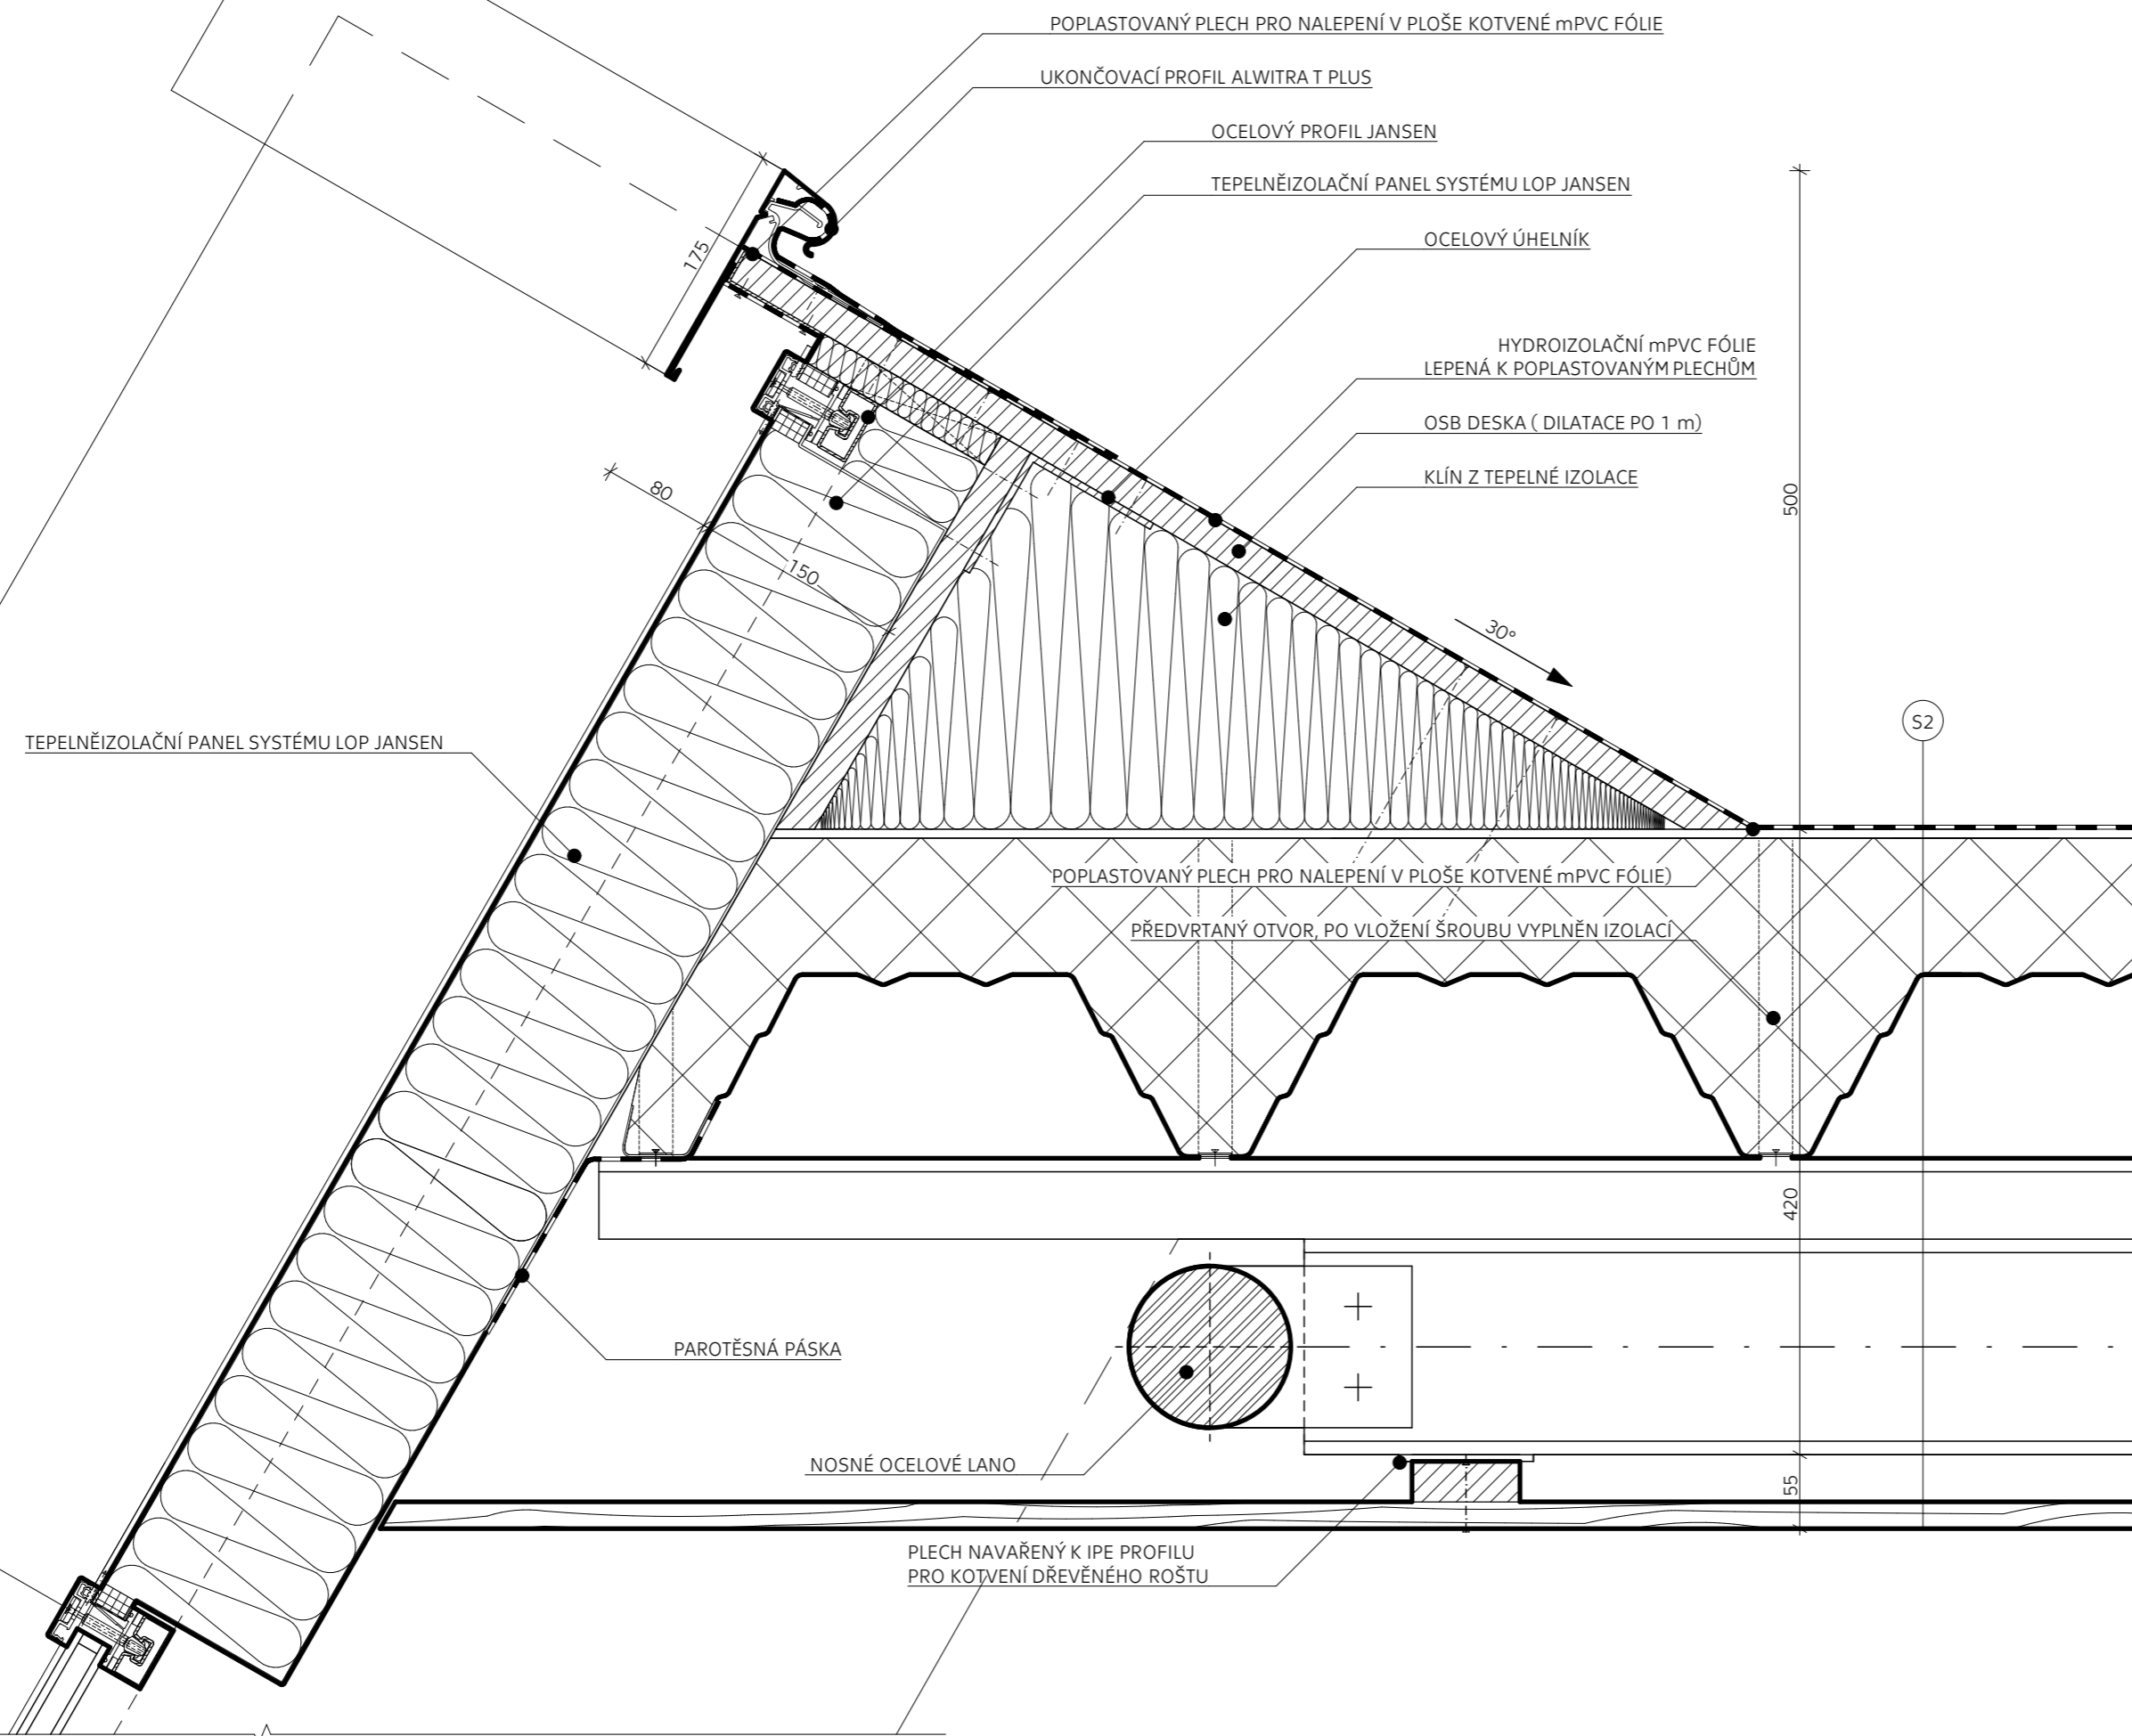 POPLASTOVANÝ PLECH PRO NALEPENÍ V PLOŠE KOTVENÉ mPVC FÓLIE
UKONČOVACÍ PROFIL ALWITRA T PLUS
OCELOVÝ PROFIL JANSEN
TEPELNĚIZOLAČNÍ PANEL SYSTÉMU LOP JANSEN
OCELOVÝ ÚHELNÍK
175
HYDROIZOLAČNÍ mPVC FÓLIE
LEPENÁ K POPLASTOVANÝM PLECHŮM
OSB DESKA ( DILATACE PO 1 m)
KLÍN Z TEPELNÉ IZOLACE
80
500
150
30°
S2
TEPELNĚIZOLAČNÍ PANEL SYSTÉMU LOP JANSEN
POPLASTOVANÝ PLECH PRO NALEPENÍ V PLOŠE KOTVENÉ mPVC FÓLIE)
PŘEDVRTANÝ OTVOR, PO VLOŽENÍ ŠROUBU VYPLNĚN IZOLACÍ
420
PAROTĚSNÁ PÁSKA
NOSNÉ OCELOVÉ LANO
55
PLECH NAVAŘENÝ K IPE PROFILU
PRO KOTVENÍ DŘEVĚNÉHO ROŠTU